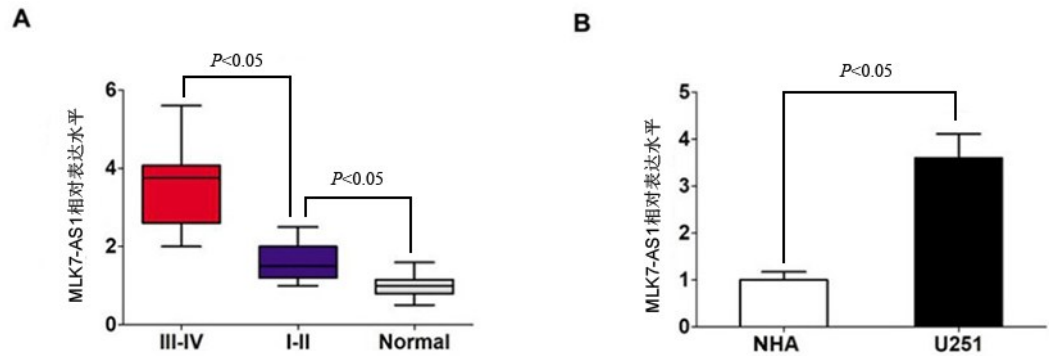 A
P<0.05
P<0.05
MLK7-AS1相对表达水平
6
4
2
0
III-IV
I-II
Normal
B
P<0.05
MLK7-AS1相对表达水平
5
4
3
2
1
0
NHA
U251